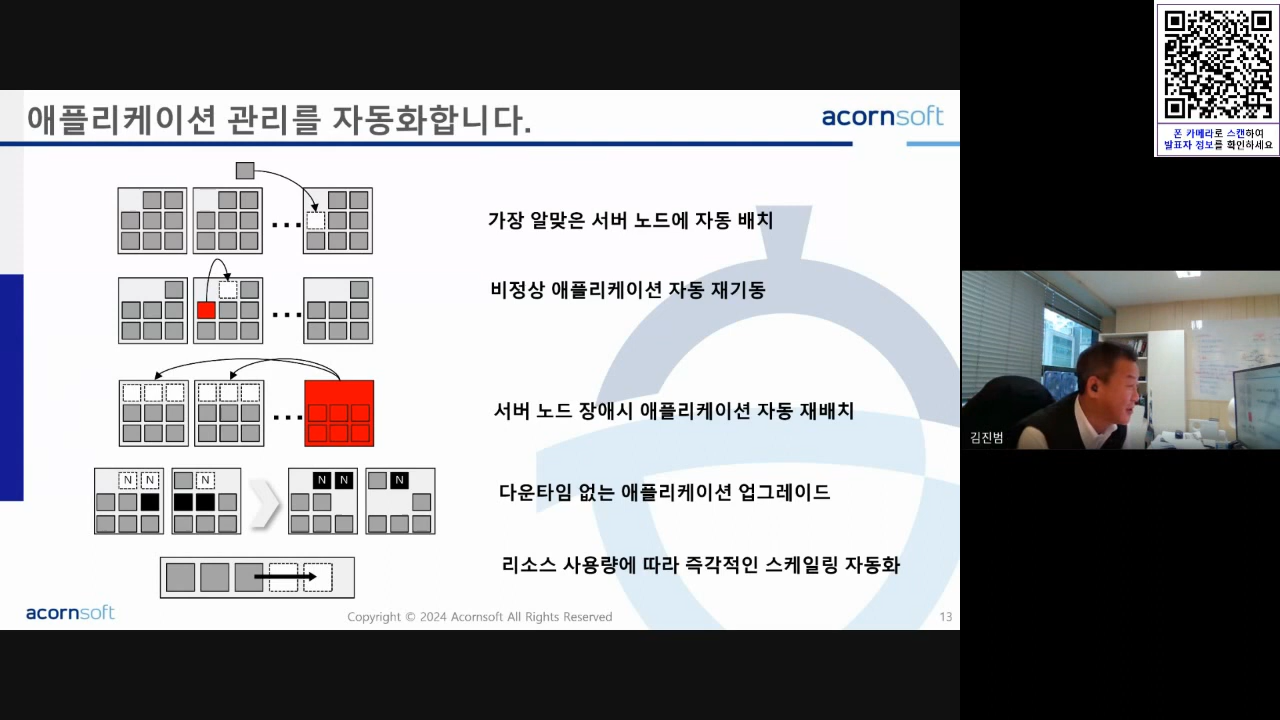 애플리케이션 관리를 자동화합니다.
acornsoft
가장 알맞은 서버 노드에 자동 배치
비정상 애플리케이션 자동 재기동
서버 노드 장애시 애플리케이션 자동 재배치
N N N N N N
다운타임 없는 애플리케이션 업그레이드
리소스 사용량에 따라 즉각적인 스케일링 자동화
acornsoft
Copyright © 2024 Acornsoft All Rights Reserved
13
폰 카메라로 스캔하여
발표자 정보를 확인하세요
김진범